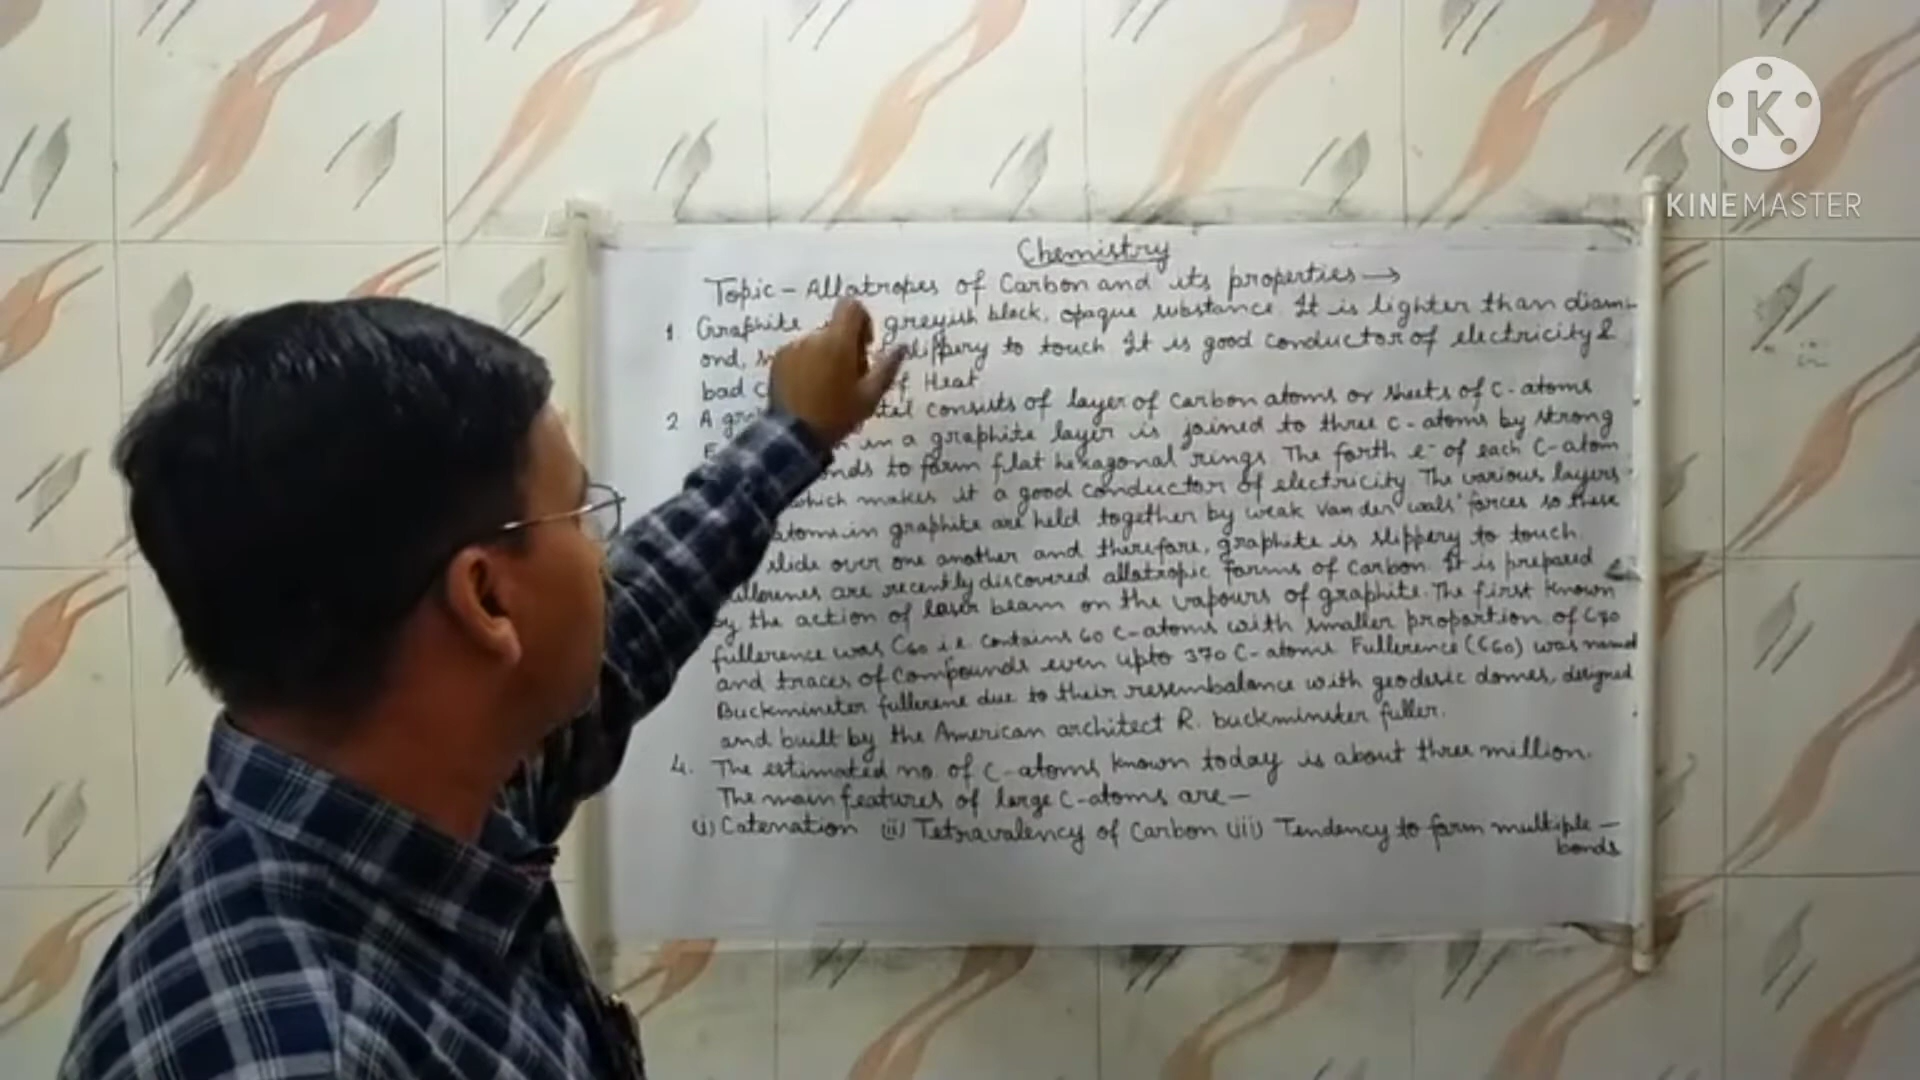 Chemistry
Topic - Allatropes of Carbon and its properties →
1. Graphite greyish black, opaque substance. It is lighter than diam-
ond, slippery to touch It is good conductor of electricity &
bad of Heat
2 A consists of layer of Carbon atoms or sheets of C-atoms
in a graphite layer is joined to three C-atoms by strong
to form flat hexagonal rings. The forth e⁻ of each C-atom
which makes it a good conductor of electricity. The various layers
atoms in graphite are held together by weak van der waals' forces so these
slide over one another and therefore, graphite is slippery to touch.
are recently discovered allotropic forms of Carbon. It is prepared
by the action of laser beam on the vapours of graphite. The first known
fullerence was C60 i.e. contains 60 C-atoms with smaller proportion of C70
and traces of Compounds even upto 370 C-atoms. Fullerence (C60) was named
Buckminster fullerene due to their resembalance with geodesic domes, designed
and built by the American architect R. buckminster fuller.
4. The estimated no. of C-atoms known today is about three million.
The main features of large C-atoms are—
(i) Catenation (ii) Tetravalency of Carbon (iii) Tendency to form multiple —
bonds
K
KINEMASTER